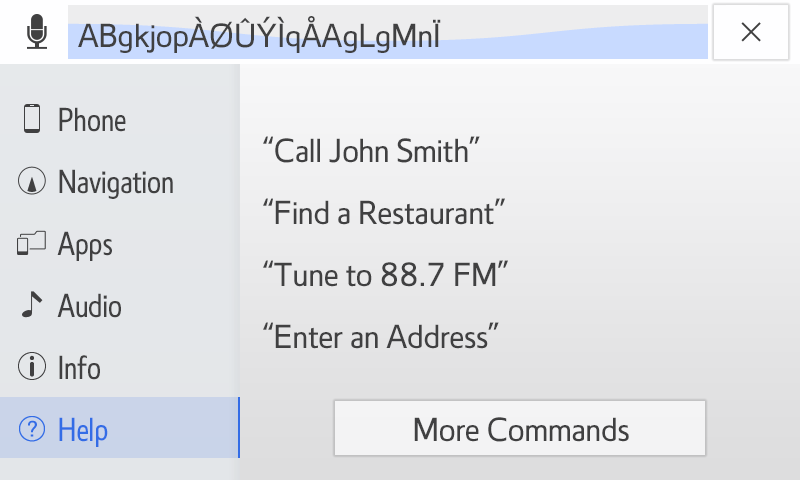 ABgkjopÀØÛÝÌqÅAgLgMnÏ
Phone
Navigation
Apps
Audio
Info
Help
“Call John Smith”
“Find a Restaurant”
“Tune to 88.7 FM”
“Enter an Address”
More Commands